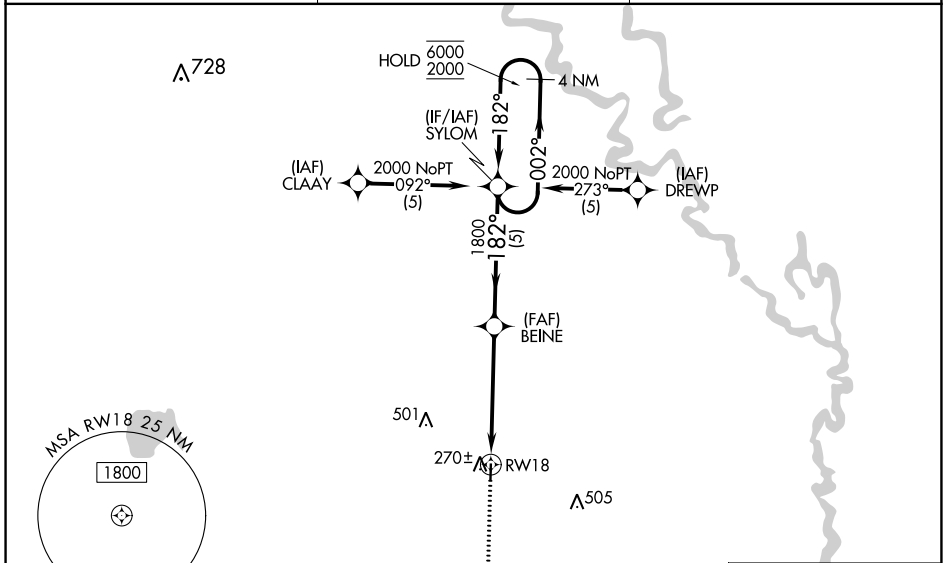 728
HOLD 6000
2000
4 NM
182°
002°
(IF/IAF)
SYLOM
(IAF)
CLAAY
2000 NoPT
092°
(5)
2000 NoPT
273°
(5)
(IAF)
DREWP
1800
182°
(5)
(FAF)
BEINE
501
270±
RW18
505
MSA RW18 25 NM
1800